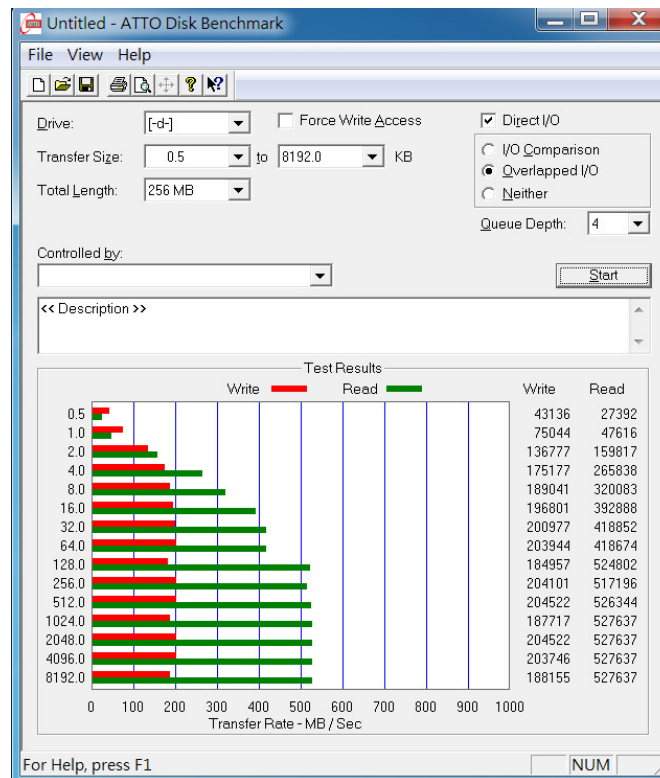 Untitled - ATTO Disk Benchmark
File View Help
Drive: [-d-] Force Write Access Direct I/O
Transfer Size: 0.5 to 8192.0 KB I/O Comparison
Overlapped I/O
Total Length: 256 MB Neither
Queue Depth: 4
Controlled by:
Start
<< Description >>
Test Results
Write Read Write Read
0.5 43136 27392
1.0 75044 47616
2.0 136777 159817
4.0 175177 265838
8.0 189041 320083
16.0 196801 392888
32.0 200977 418852
64.0 203944 418674
128.0 184957 524802
256.0 204101 517196
512.0 204522 526344
1024.0 187717 527637
2048.0 204522 527637
4096.0 203746 527637
8192.0 188155 527637
0 100 200 300 400 500 600 700 800 900 1000
Transfer Rate - MB / Sec
For Help, press F1 NUM